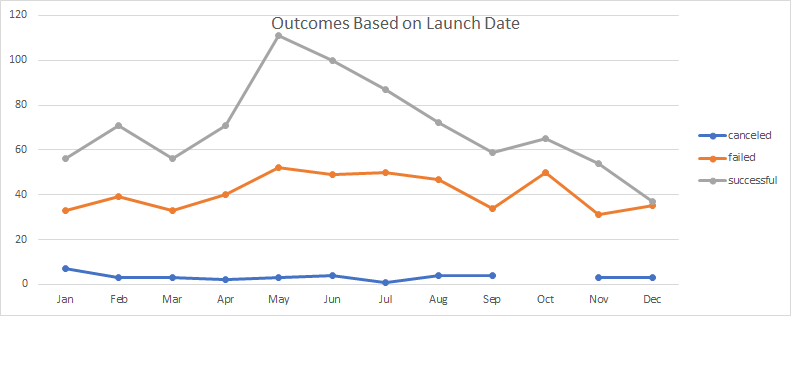 Outcomes Based on Launch Date
120
100
80
60
40
20
0
Jan Feb Mar Apr May Jun Jul Aug Sep Oct Nov Dec
canceled
failed
successful